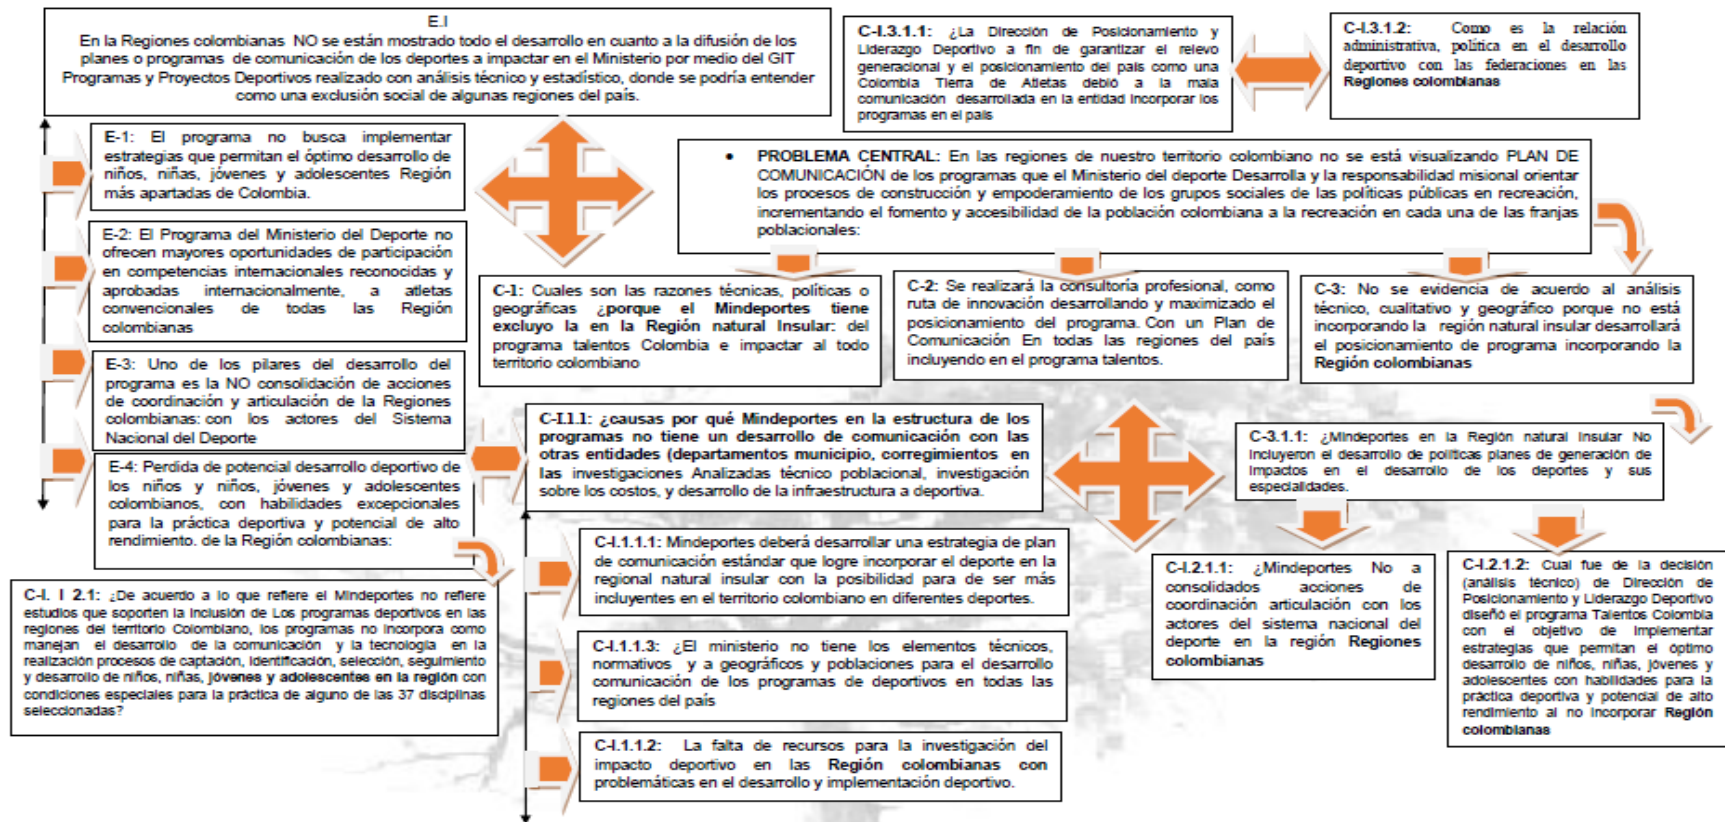 E.I
En la Regiones colombianas NO se están mostrado todo el desarrollo en cuanto a la difusión de los
planes o programas de comunicación de los deportes a impactar en el Ministerio por medio del GIT
Programas y Proyectos Deportivos realizado con análisis técnico y estadístico, donde se podría entender
como una exclusión social de algunas regiones del país.
C-I.3.1.1: ¿La Dirección de Posicionamiento y
Liderazgo Deportivo a fin de garantizar el relevo
generacional y el posicionamiento del país como una
Colombia Tierra de Atletas debió a la mala
comunicación desarrollada en la entidad incorporar los
programas en el país
C-I.3.1.2: Como es la relación
administrativa, política en el desarrollo
deportivo con las federaciones en las
Regiones colombianas
E-1: El programa no busca implementar
estrategias que permitan el óptimo desarrollo de
niños, niñas, jóvenes y adolescentes Región
más apartadas de Colombia.
• PROBLEMA CENTRAL: En las regiones de nuestro territorio colombiano no se está visualizando PLAN DE
COMUNICACIÓN de los programas que el Ministerio del deporte Desarrolla y la responsabilidad misional orientar
los procesos de construcción y empoderamiento de los grupos sociales de las políticas públicas en recreación,
incrementando el fomento y accesibilidad de la población colombiana a la recreación en cada una de las franjas
poblacionales:
E-2: El Programa del Ministerio del Deporte no
ofrecen mayores oportunidades de participación
en competencias internacionales reconocidas y
aprobadas internacionalmente, a atletas
convencionales de todas las Región
colombianas
C-1: Cuales son las razones técnicas, políticas o
geográficas ¿porque el Mindeportes tiene
excluyo la en la Región natural Insular: del
programa talentos Colombia e impactar al todo
territorio colombiano
C-2: Se realizará la consultoría profesional, como
ruta de innovación desarrollando y maximizado el
posicionamiento del programa. Con un Plan de
Comunicación En todas las regiones del país
incluyendo en el programa talentos.
C-3: No se evidencia de acuerdo al análisis
técnico, cualitativo y geográfico porque no está
incorporando la región natural insular desarrollará
el posicionamiento de programa incorporando la
Región colombianas
E-3: Uno de los pilares del desarrollo del
programa es la NO consolidación de acciones
de coordinación y articulación de la Regiones
colombianas: con los actores del Sistema
Nacional del Deporte
C-I.1.1: ¿causas por qué Mindeportes en la estructura de los
programas no tiene un desarrollo de comunicación con las
otras entidades (departamentos municipio, corregimientos en
las investigaciones Analizadas técnico poblacional, investigación
sobre los costos, y desarrollo de la infraestructura a deportiva.
C-3.1.1: ¿Mindeportes en la Región natural Insular No
Incluyeron el desarrollo de políticas planes de generación de
Impactos en el desarrollo de los deportes y sus
especialidades.
E-4: Perdida de potencial desarrollo deportivo de
los niños y niños, jóvenes y adolescentes
colombianos, con habilidades excepcionales
para la práctica deportiva y potencial de alto
rendimiento. de la Región colombianas:
C-I.1.1.1: Mindeportes deberá desarrollar una estrategia de plan
de comunicación estándar que logre incorporar el deporte en la
regional natural insular con la posibilidad para de ser más
incluyentes en el territorio colombiano en diferentes deportes.
C-I.2.1.1: ¿Mindeportes No a
consolidados acciones de
coordinación articulación con los
actores del sistema nacional del
deporte en la región Regiones
colombianas
C-I.2.1.2: Cual fue de la decisión
(análisis técnico) de Dirección de
Posicionamiento y Liderazgo Deportivo
diseñó el programa Talentos Colombia
con el objetivo de Implementar
estrategias que permitan el óptimo
desarrollo de niños, niñas, jóvenes y
adolescentes con habilidades para la
práctica deportiva y potencial de alto
rendimiento al no Incorporar Región
colombianas
C-I. I 2.1: ¿De acuerdo a lo que refiere el Mindeportes no refiere
estudios que soporten la Inclusión de Los programas deportivos en las
regiones del territorio Colombiano, los programas no Incorpora como
manejan el desarrollo de la comunicación y la tecnología en la
realización procesos de captación, Identificación, selección, seguimiento
y desarrollo de niños, niñas, jóvenes y adolescentes en la región con
condiciones especiales para la práctica de alguno de las 37 disciplinas
seleccionadas?
C-I.1.1.3: ¿El ministerio no tiene los elementos técnicos,
normativos y a geográficos y poblaciones para el desarrollo
comunicación de los programas de deportivos en todas las
regiones del país
C-I.1.1.2: La falta de recursos para la investigación del
impacto deportivo en las Región colombianas con
problemáticas en el desarrollo y implementación deportivo.